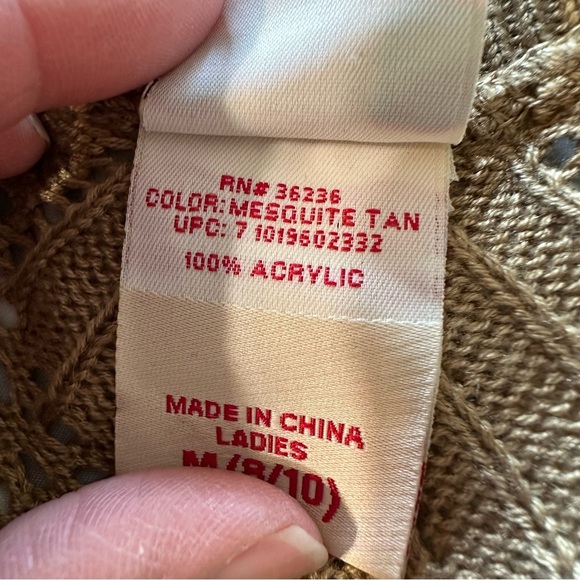 RN# 36236
COLOR: MESQUITE TAN
UPC: 7 1019602332
100% ACRYLIC
MADE IN CHINA
LADIES
M (8/10)